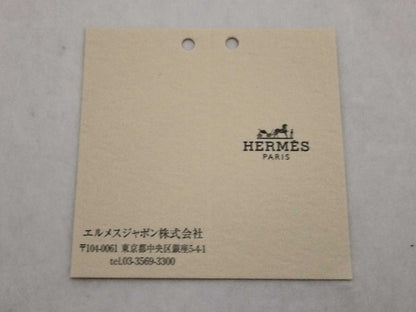 HERMÈS
PARIS
エルメスジャポン株式会社
〒104-0061 東京都中央区銀座5-4-1
tel.03-3569-3300